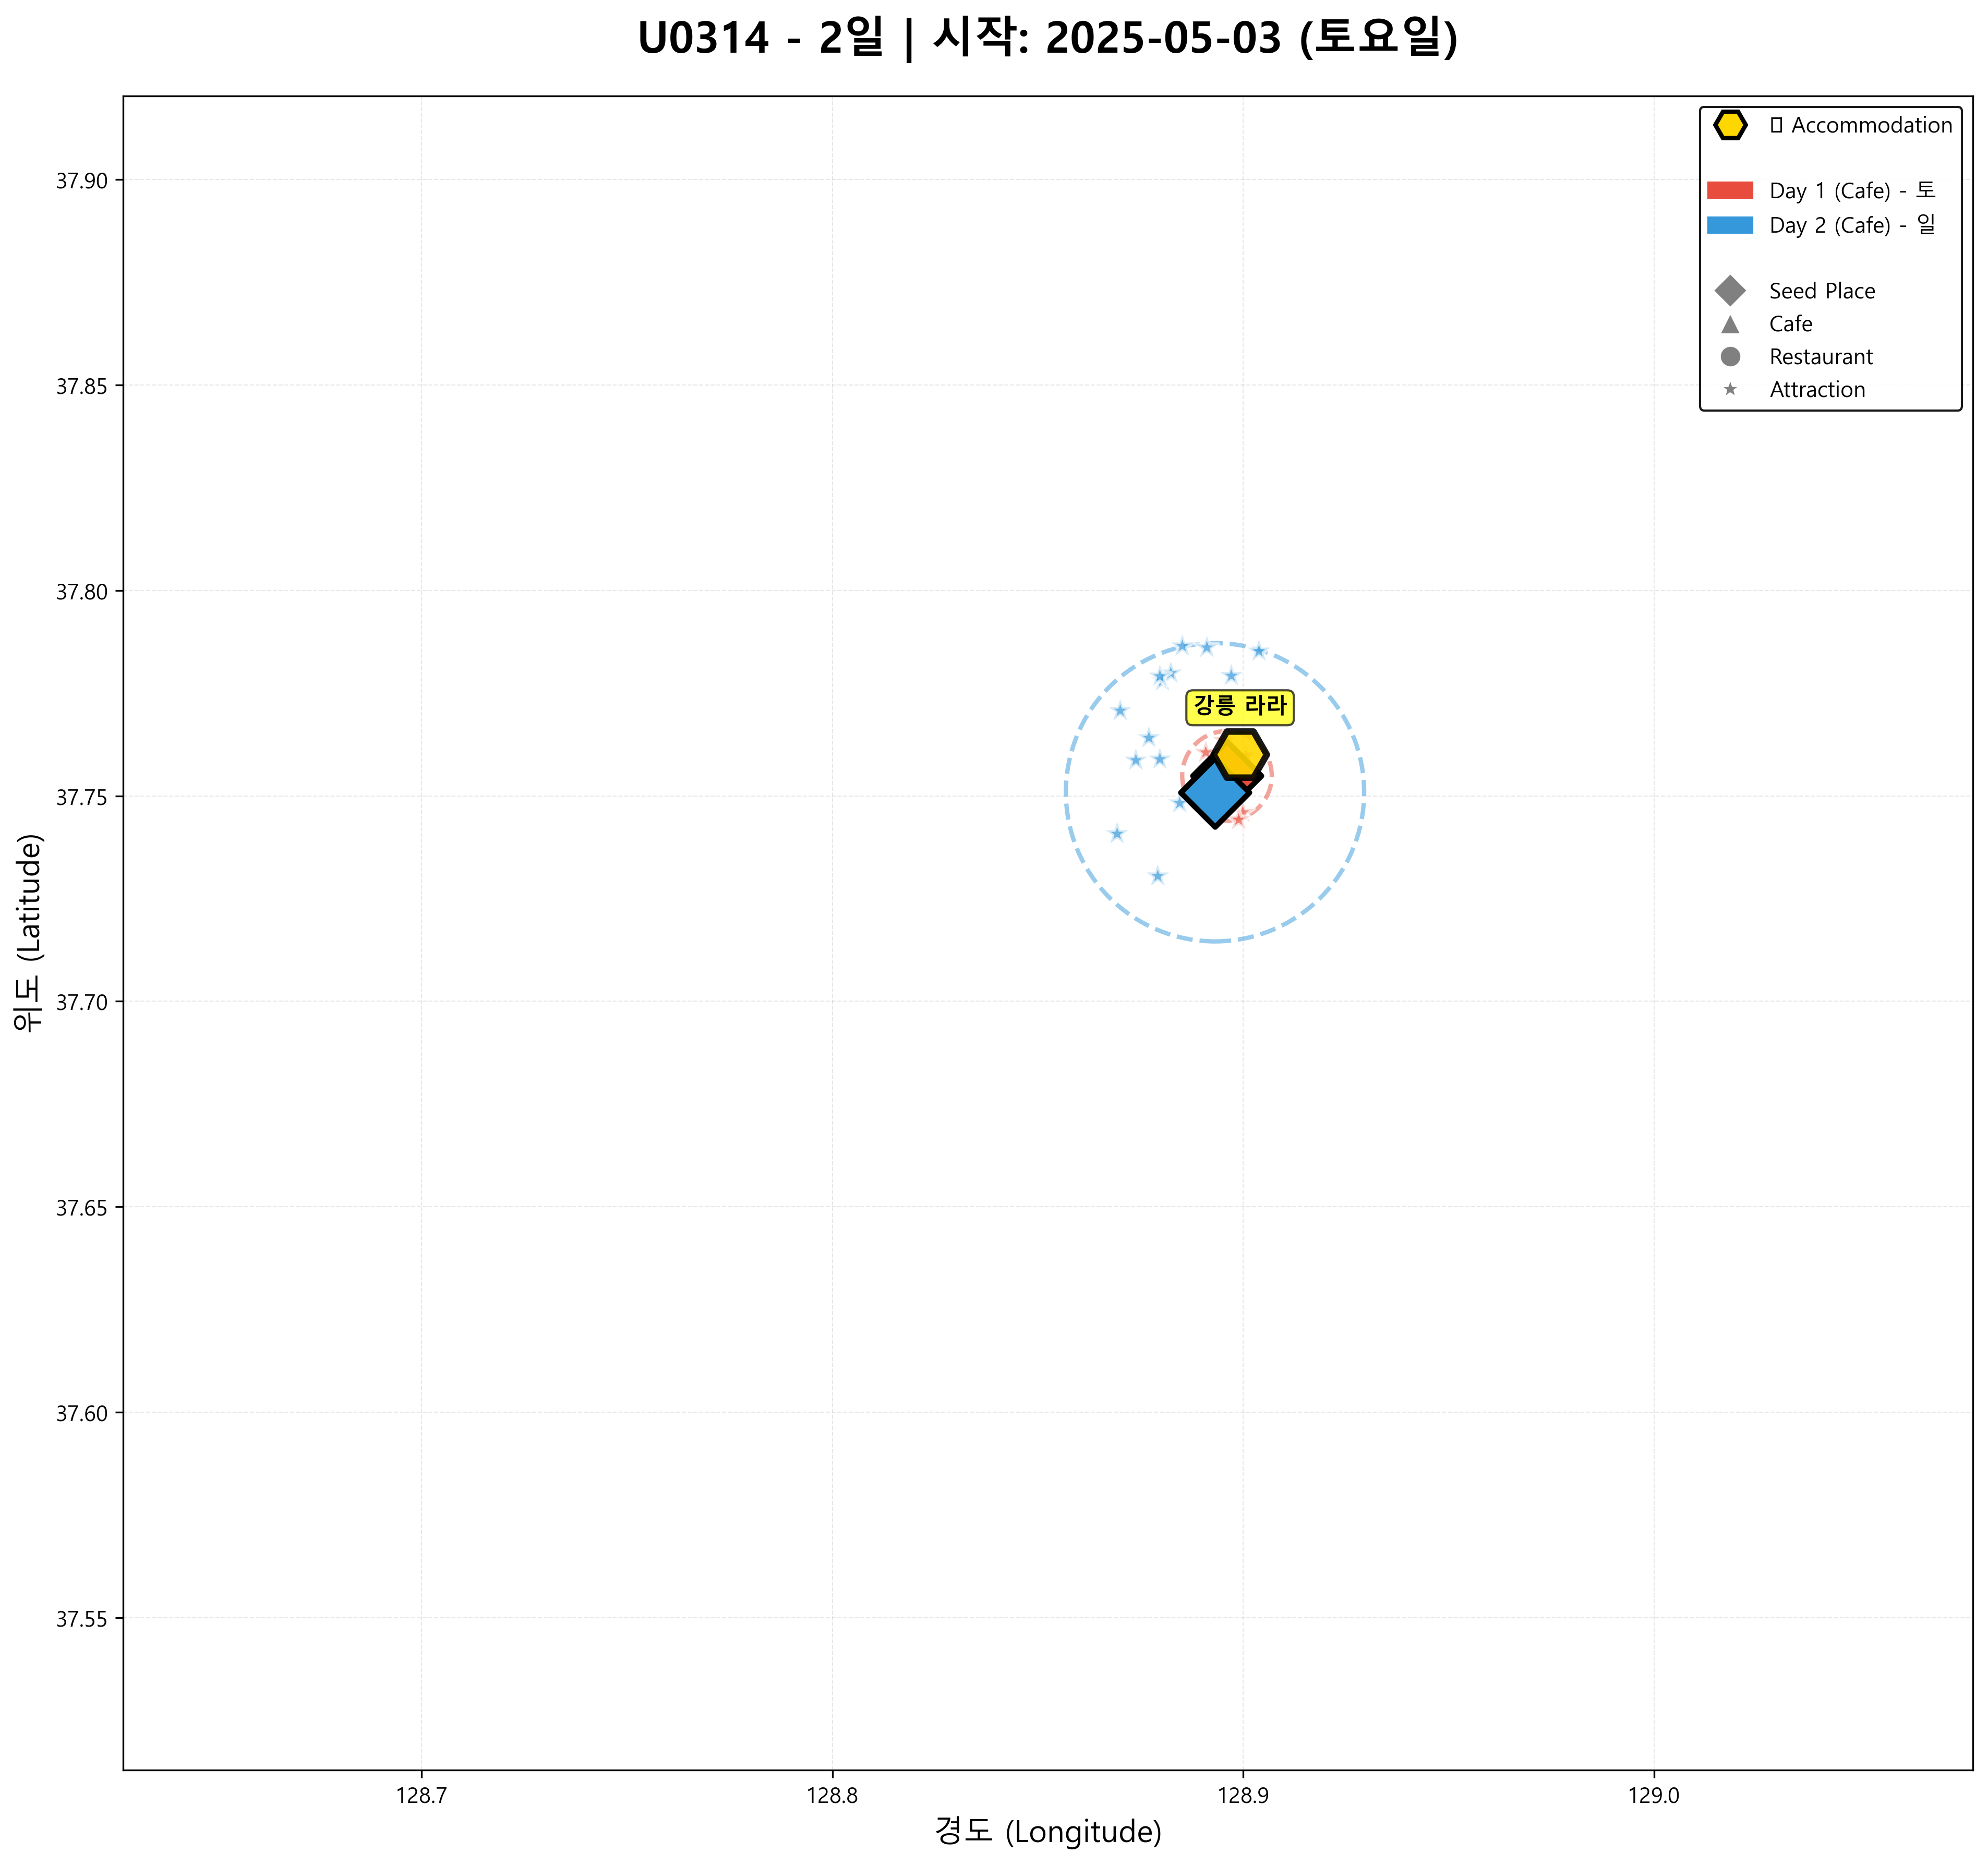 U0314 - 2일 | 시작: 2025-05-03 (토요일)
Accommodation
Day 1 (Cafe) - 토
Day 2 (Cafe) - 일
Seed Place
Cafe
Restaurant
Attraction
강릉 라라
위도 (Latitude)
37.90
37.85
37.80
37.75
37.70
37.65
37.60
37.55
128.7
128.8
128.9
129.0
경도 (Longitude)